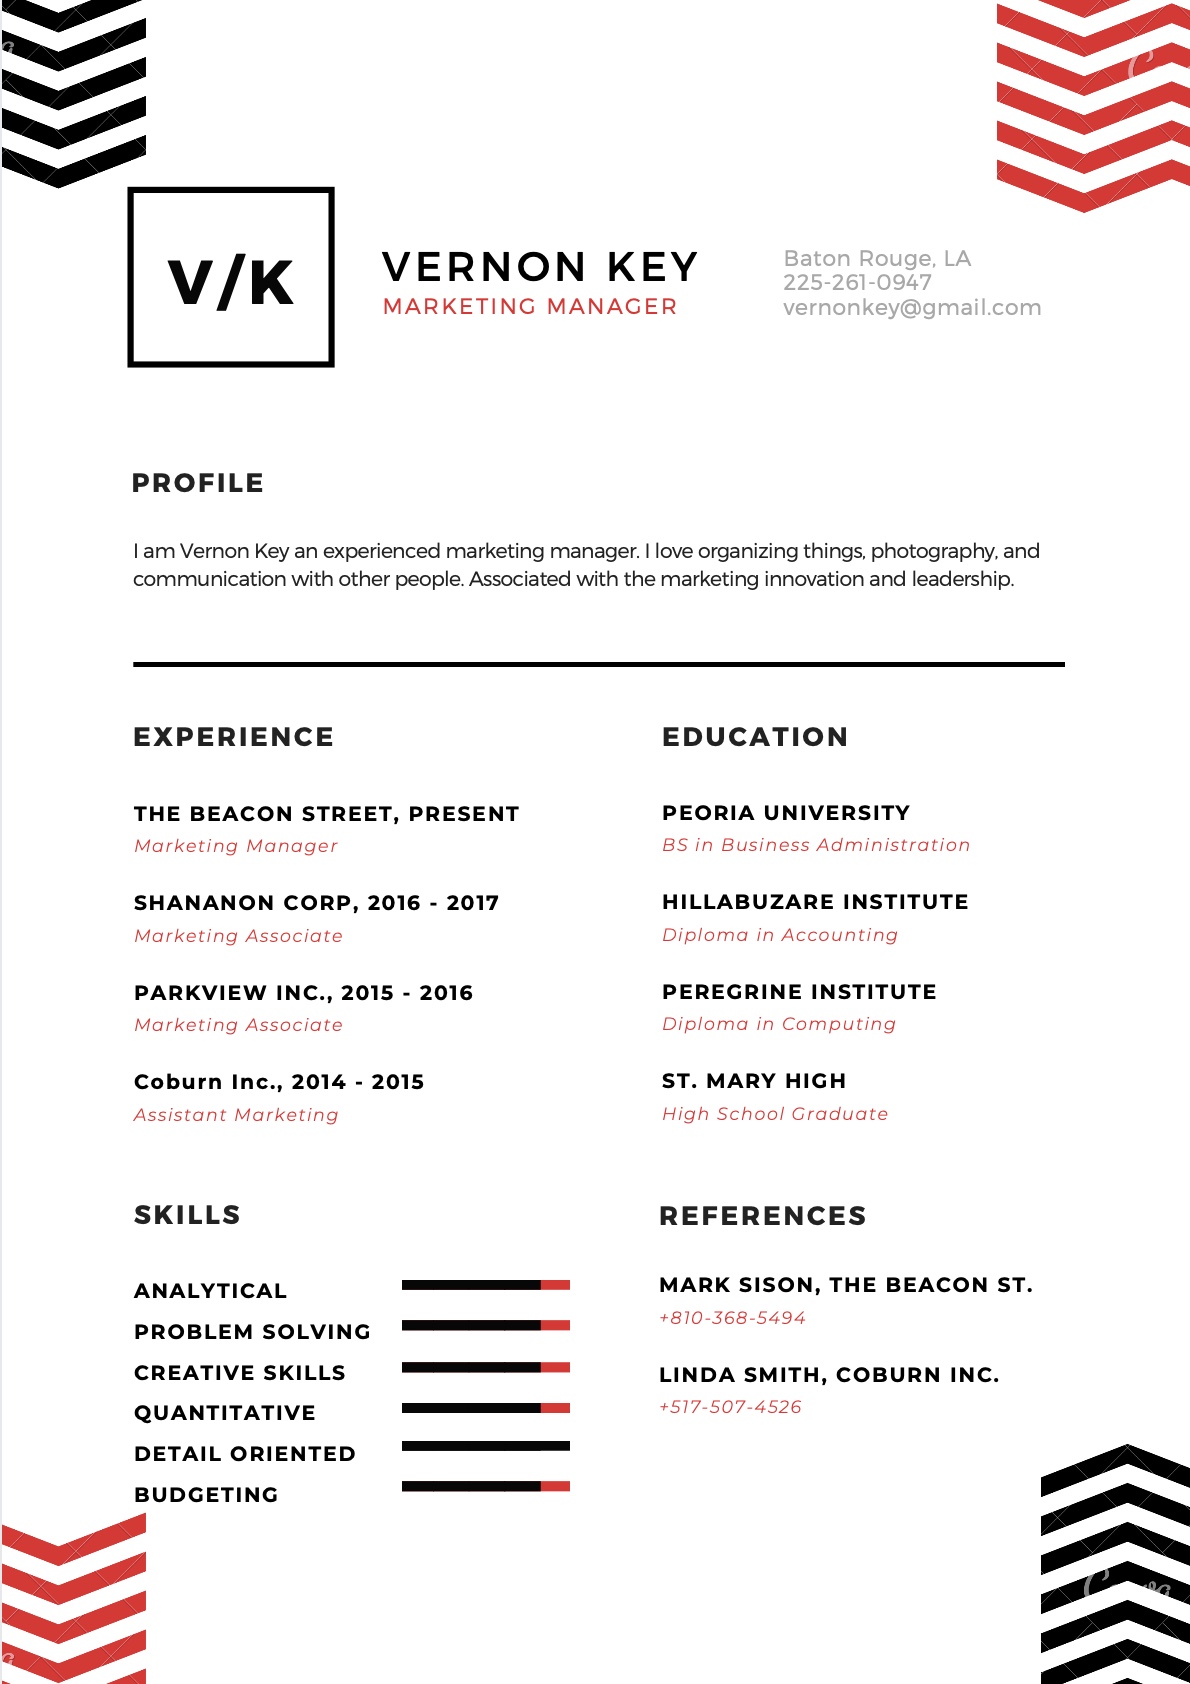 V/K
VERNON KEY
MARKETING MANAGER
Baton Rouge, LA
225-261-0947
vernonkey@gmail.com
PROFILE
I am Vernon Key an experienced marketing manager. I love organizing things, photography, and
communication with other people. Associated with the marketing innovation and leadership.
EXPERIENCE
THE BEACON STREET, PRESENT
Marketing Manager
SHANANON CORP, 2016 - 2017
Marketing Associate
PARKVIEW INC., 2015 - 2016
Marketing Associate
Coburn Inc., 2014 - 2015
Assistant Marketing
EDUCATION
PEORIA UNIVERSITY
BS in Business Administration
HILLABUZARE INSTITUTE
Diploma in Accounting
PEREGRINE INSTITUTE
Diploma in Computing
ST. MARY HIGH
High School Graduate
SKILLS
ANALYTICAL
PROBLEM SOLVING
CREATIVE SKILLS
QUANTITATIVE
DETAIL ORIENTED
BUDGETING
REFERENCES
MARK SISON, THE BEACON ST.
+810-368-5494
LINDA SMITH, COBURN INC.
+517-507-4526